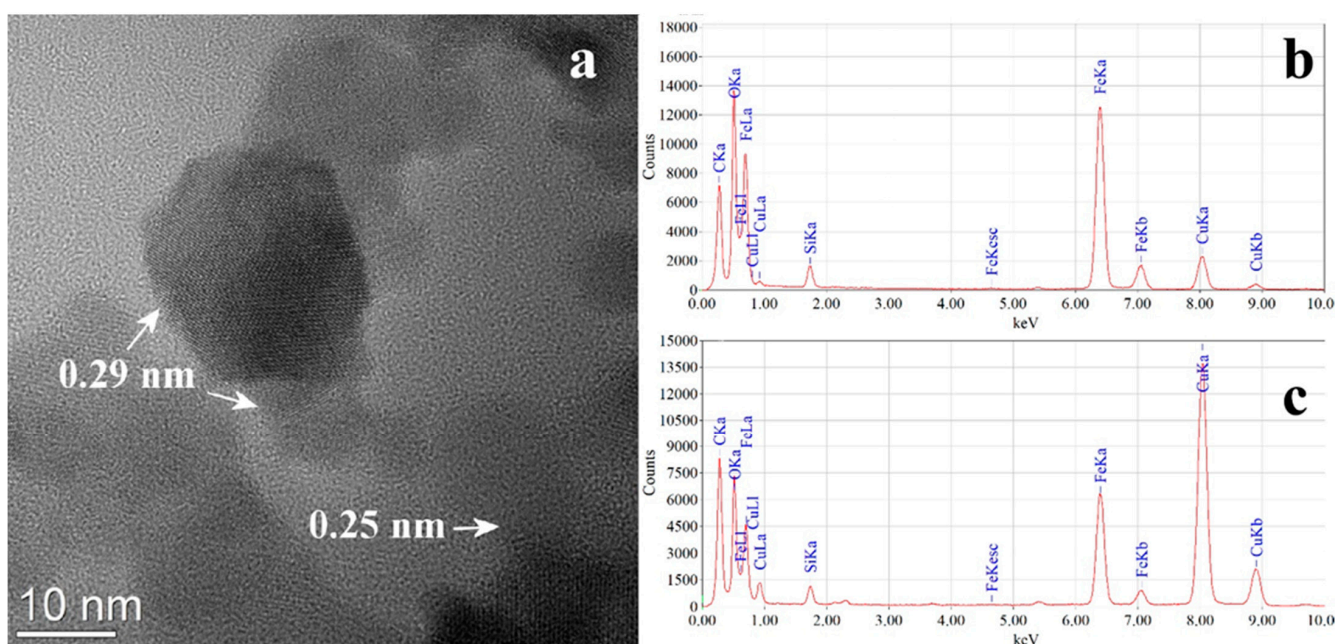 a
0.29 nm
0.25 nm
10 nm
b
18000
16000
14000
12000
10000
8000
6000
4000
2000
0
Counts
CKa
OKa
FeLa
FeLl
CuLl
CuLa
SiKa
FeKesc
FeKa
FeKb
CuKa
CuKb
0.00 1.00 2.00 3.00 4.00 5.00 6.00 7.00 8.00 9.00 10.0
keV
c
15000
13500
12000
10500
9000
7500
6000
4500
3000
1500
0
Counts
CKa
OKa
FeLa
FeLl
CuLl
CuLa
SiKa
FeKesc
FeKa
FeKb
CuKa
CuKb
0.00 1.00 2.00 3.00 4.00 5.00 6.00 7.00 8.00 9.00 10.0
keV